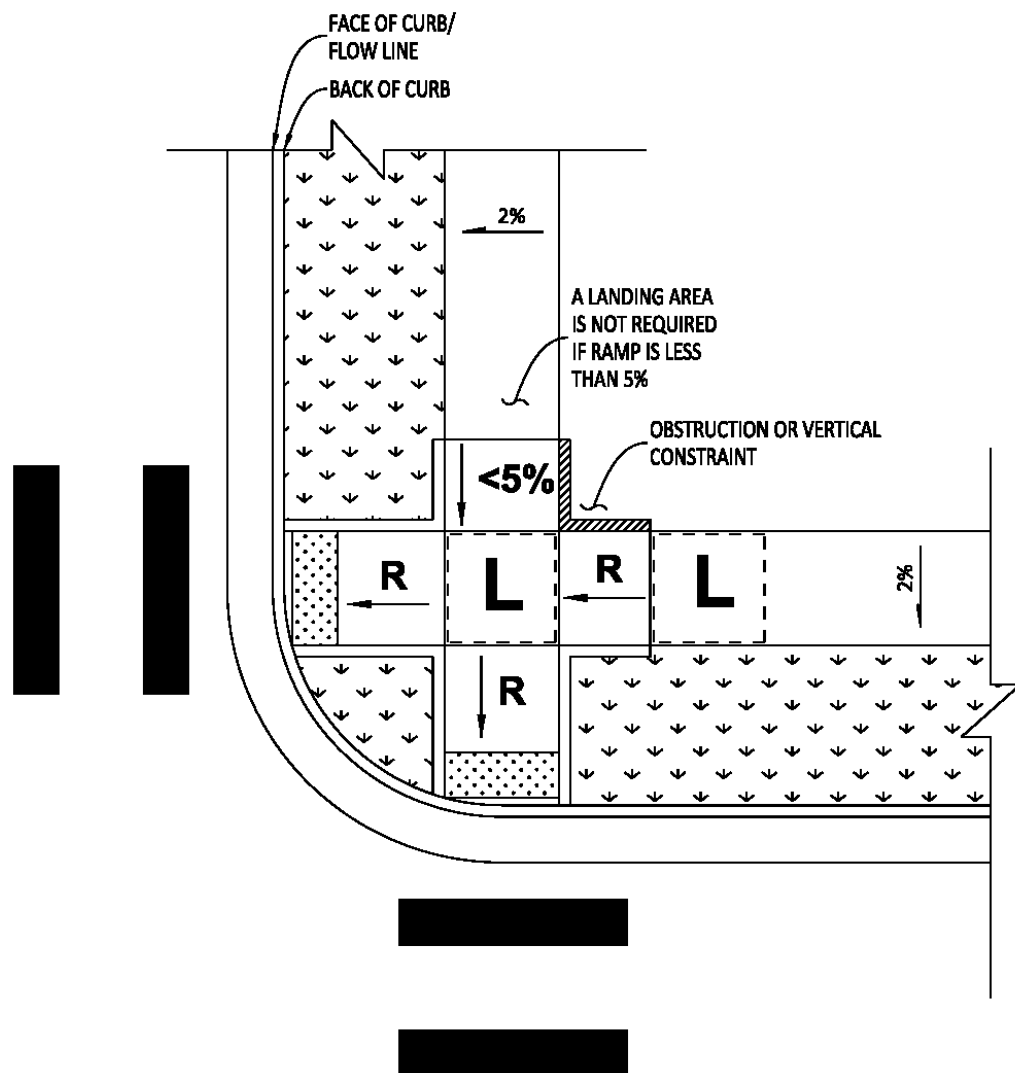 FACE OF CURB/
FLOW LINE
BACK OF CURB
2%
A LANDING AREA
IS NOT REQUIRED
IF RAMP IS LESS
THAN 5%
OBSTRUCTION OR VERTICAL
CONSTRAINT
<5%
R
L
R
L
2%
R